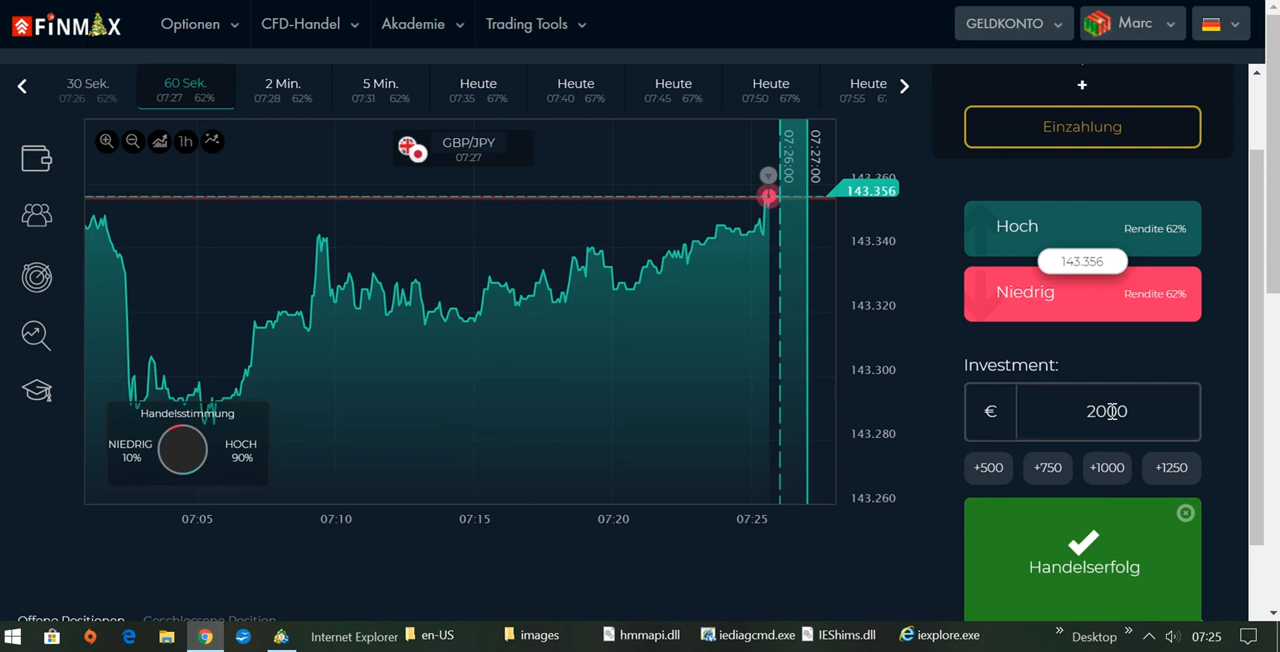 FiNMAX
Optionen
CFD-Handel
Akademie
Trading Tools
GELDKONTO
Marc
30 Sek.
07:26 62%
60 Sek.
07:27 62%
2 Min.
07:28 62%
5 Min.
07:31 62%
Heute
07:35 67%
Heute
07:40 67%
Heute
07:45 67%
Heute
07:50 67%
Heute
07:55
+
Einzahlung
1h
GBP/JPY
07:27
07:26:00
07:27:00
143.360
143.356
143.340
143.320
143.300
143.280
143.260
Handelsstimmung
NIEDRIG
10%
HOCH
90%
07:05
07:10
07:15
07:20
07:25
Hoch
Rendite 62%
143.356
Niedrig
Rendite 62%
Investment:
€
2000
+500
+750
+1000
+1250
Handelserfolg
Offene Positionen
Geschlossene Position
Internet Explorer
en-US
images
hmmapi.dll
iediagcmd.exe
IEShims.dll
iexplore.exe
»
Desktop
»
07:25